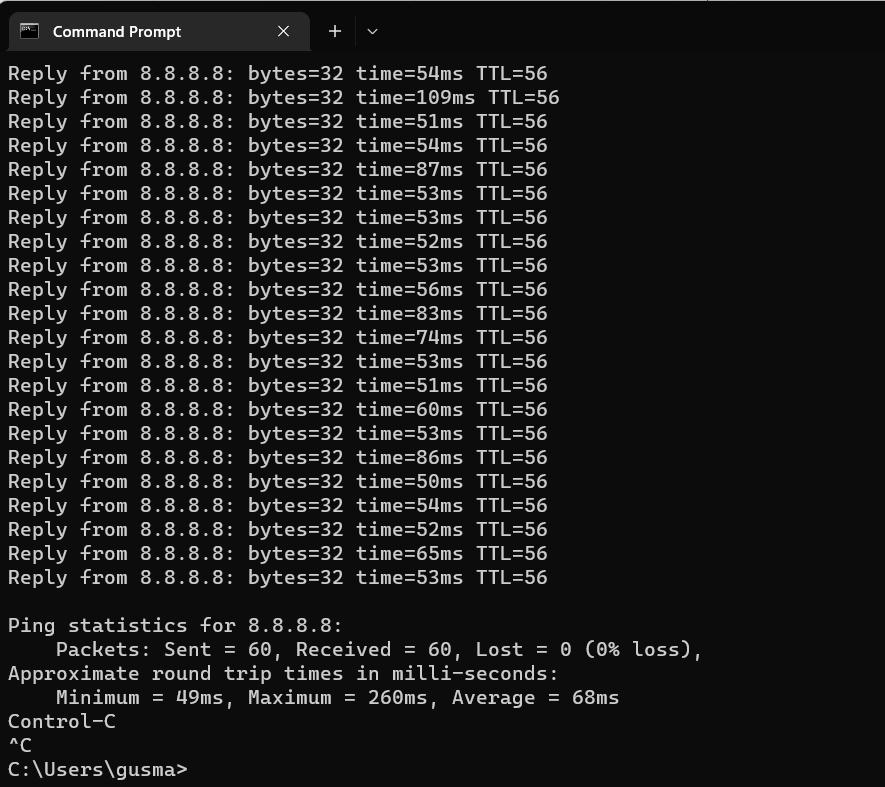 Command Prompt
Reply from 8.8.8.8: bytes=32 time=54ms TTL=56
Reply from 8.8.8.8: bytes=32 time=109ms TTL=56
Reply from 8.8.8.8: bytes=32 time=51ms TTL=56
Reply from 8.8.8.8: bytes=32 time=54ms TTL=56
Reply from 8.8.8.8: bytes=32 time=87ms TTL=56
Reply from 8.8.8.8: bytes=32 time=53ms TTL=56
Reply from 8.8.8.8: bytes=32 time=53ms TTL=56
Reply from 8.8.8.8: bytes=32 time=52ms TTL=56
Reply from 8.8.8.8: bytes=32 time=53ms TTL=56
Reply from 8.8.8.8: bytes=32 time=56ms TTL=56
Reply from 8.8.8.8: bytes=32 time=83ms TTL=56
Reply from 8.8.8.8: bytes=32 time=74ms TTL=56
Reply from 8.8.8.8: bytes=32 time=53ms TTL=56
Reply from 8.8.8.8: bytes=32 time=51ms TTL=56
Reply from 8.8.8.8: bytes=32 time=60ms TTL=56
Reply from 8.8.8.8: bytes=32 time=53ms TTL=56
Reply from 8.8.8.8: bytes=32 time=86ms TTL=56
Reply from 8.8.8.8: bytes=32 time=50ms TTL=56
Reply from 8.8.8.8: bytes=32 time=54ms TTL=56
Reply from 8.8.8.8: bytes=32 time=52ms TTL=56
Reply from 8.8.8.8: bytes=32 time=65ms TTL=56
Reply from 8.8.8.8: bytes=32 time=53ms TTL=56

Ping statistics for 8.8.8.8:
    Packets: Sent = 60, Received = 60, Lost = 0 (0% loss),
Approximate round trip times in milli-seconds:
    Minimum = 49ms, Maximum = 260ms, Average = 68ms
Control-C
^C
C:\Users\gusma>